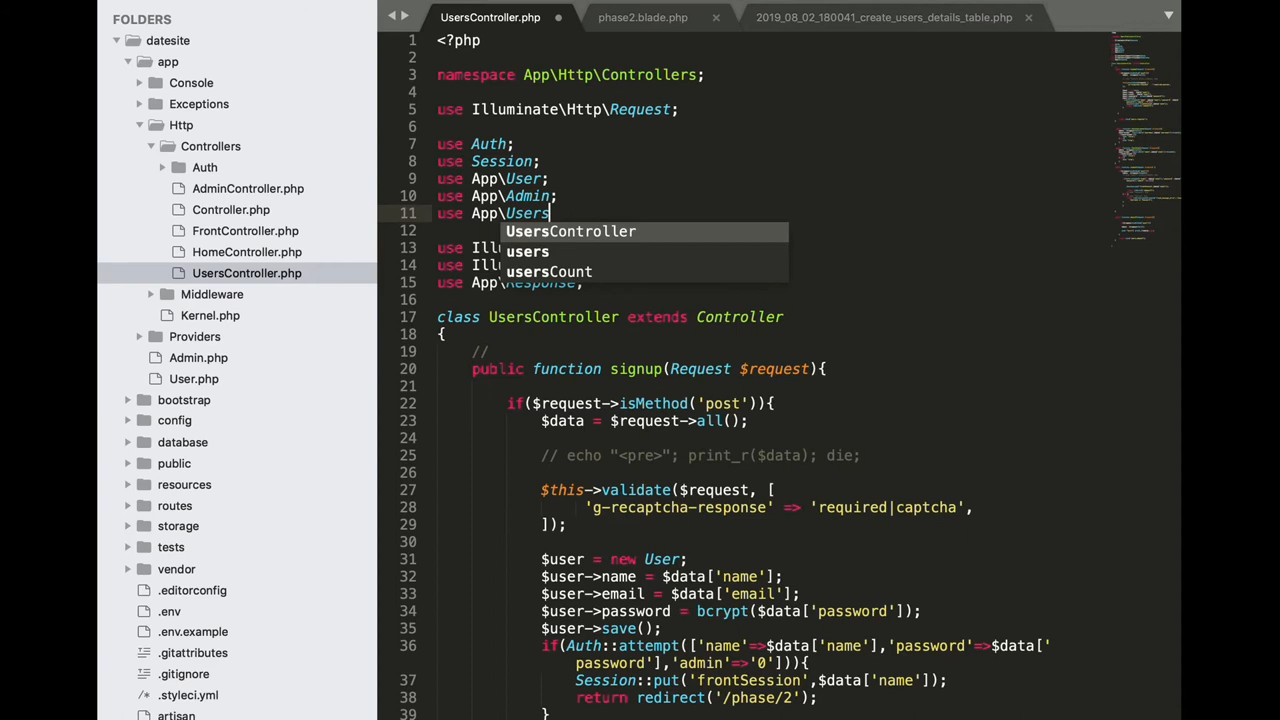 FOLDERS
datesite
app
Console
Exceptions
Http
Controllers
Auth
AdminController.php
Controller.php
FrontController.php
HomeController.php
UsersController.php
Middleware
Kernel.php
Providers
Admin.php
User.php
bootstrap
config
database
public
resources
routes
storage
tests
vendor
.editorconfig
.env
.env.example
.gitattributes
.gitignore
.styleci.yml
artisan
UsersController.php
phase2.blade.php
2019_08_02_180041_create_users_details_table.php
1 <?php
2
3 namespace App\Http\Controllers;
4
5 use Illuminate\Http\Request;
6
7 use Auth;
8 use Session;
9 use App\User;
10 use App\Admin;
11 use App\Users
UsersController
users
usersCount
12
13 use Ill
14 use Ill
15 use App\Response;
16
17 class UsersController extends Controller
18 {
19 //
20 public function signup(Request $request){
21
22 if($request->isMethod('post')){
23 $data = $request->all();
24
25 // echo "<pre>"; print_r($data); die;
26
27 $this->validate($request, [
28 'g-recaptcha-response' => 'required|captcha',
29 ]);
30
31 $user = new User;
32 $user->name = $data['name'];
33 $user->email = $data['email'];
34 $user->password = bcrypt($data['password']);
35 $user->save();
36 if(Auth::attempt(['name'=>$data['name'],'password'=>$data['
password'],'admin'=>'0'])){
37 Session::put('frontSession',$data['name']);
38 return redirect('/phase/2');
39 }